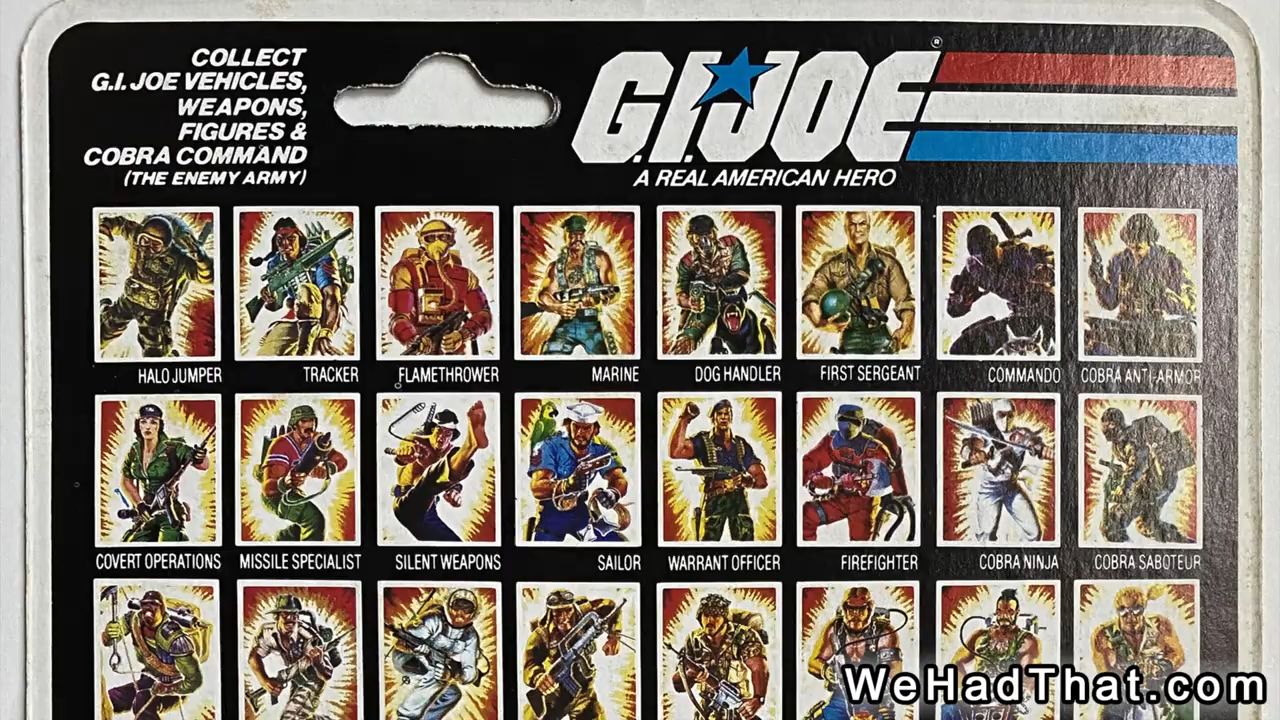 COLLECT
G.I. JOE VEHICLES,
WEAPONS,
FIGURES &
COBRA COMMAND
(THE ENEMY ARMY)
G.I.JOE®
A REAL AMERICAN HERO
HALO JUMPER
TRACKER
FLAMETHROWER
MARINE
DOG HANDLER
FIRST SERGEANT
COMMANDO
COBRA ANTI-ARMOR
COVERT OPERATIONS
MISSILE SPECIALIST
SILENT WEAPONS
SAILOR
WARRANT OFFICER
FIREFIGHTER
COBRA NINJA
COBRA SABOTEUR
WeHadThat.com